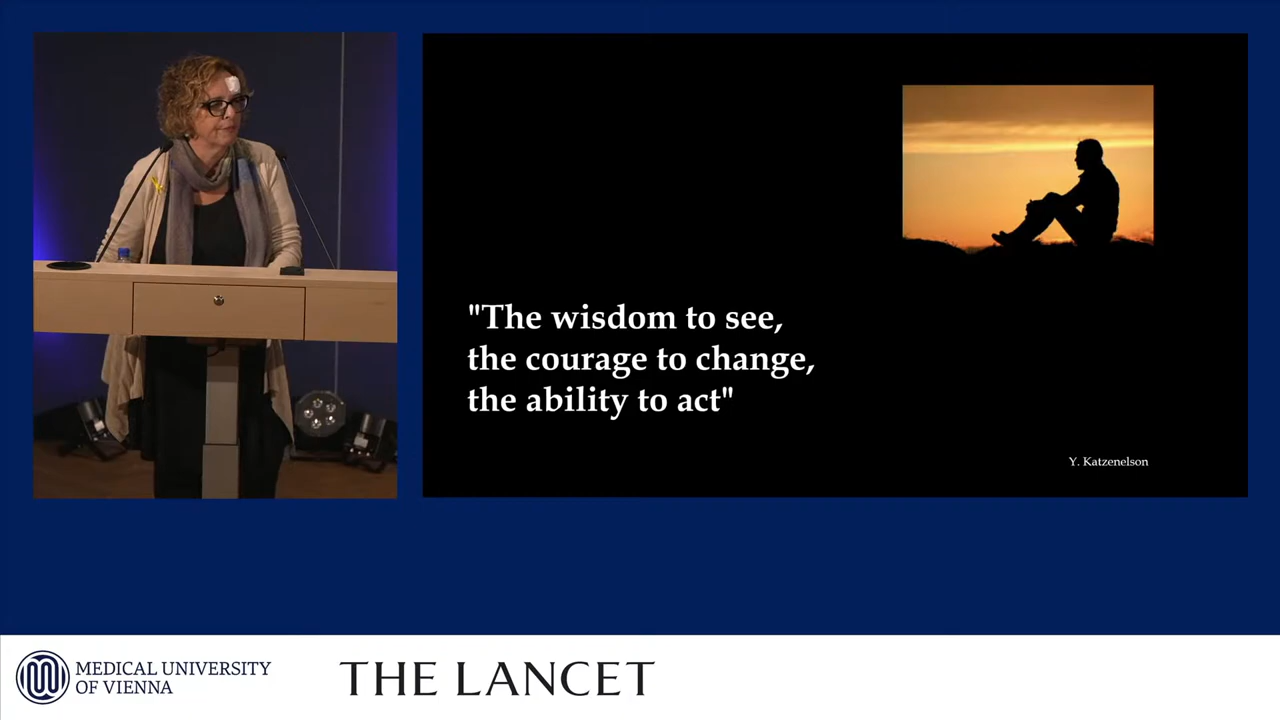 "The wisdom to see,
the courage to change,
the ability to act"
Y. Katzenelson
MEDICAL UNIVERSITY
OF VIENNA
THE LANCET